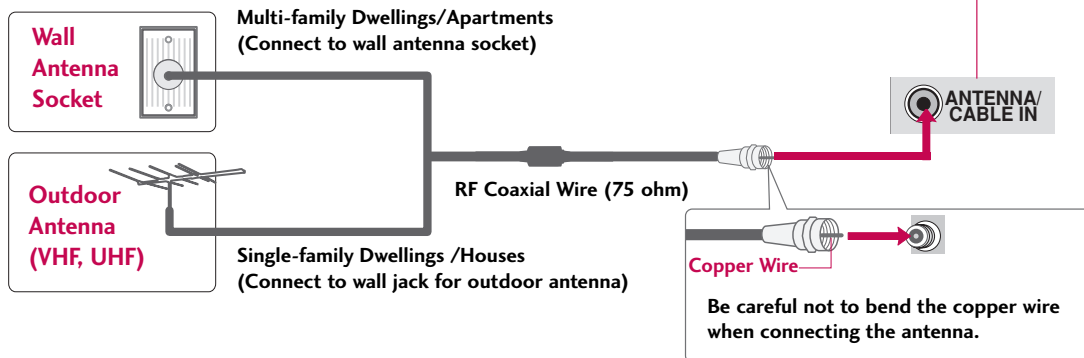 Wall
Antenna
Socket
Multi-family Dwellings/Apartments
(Connect to wall antenna socket)
ANTENNA/
CABLE IN
Outdoor
Antenna
(VHF, UHF)
RF Coaxial Wire (75 ohm)
Single-family Dwellings /Houses
(Connect to wall jack for outdoor antenna)
Copper Wire
Be careful not to bend the copper wire
when connecting the antenna.